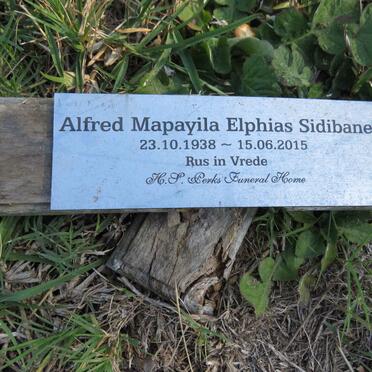 Alfred Mapayila Elphias Sidibane
23.10.1938 ~ 15.06.2015
Rus in Vrede
H.S. Perks Funeral Home